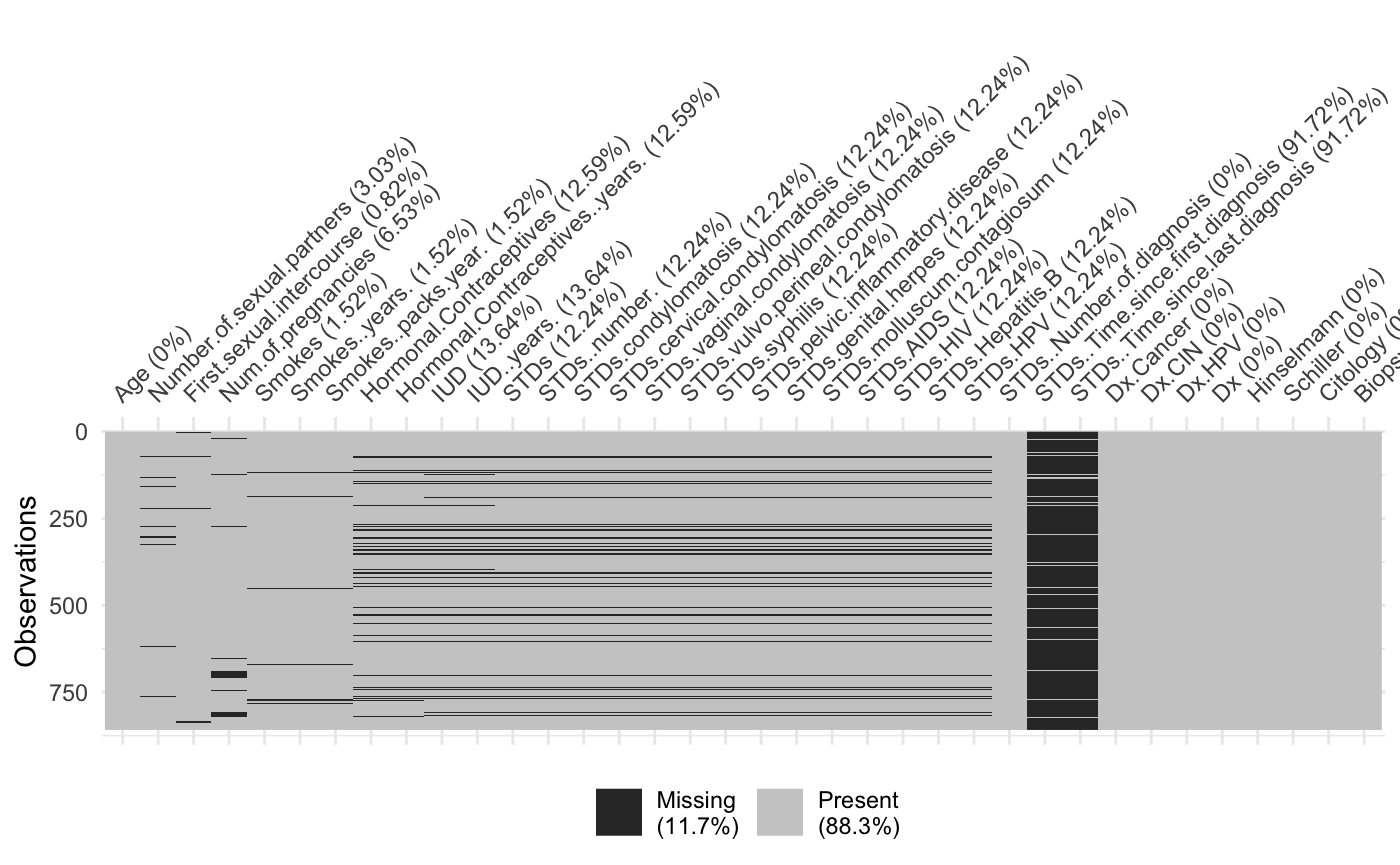 Age (0%)
Number.of.sexual.partners (3.03%)
First.sexual.intercourse (0.82%)
Num.of.pregnancies (6.53%)
Smokes (1.52%)
Smokes..years. (1.52%)
Smokes..packs.year. (1.52%)
Hormonal.Contraceptives (12.59%)
Hormonal.Contraceptives..years. (12.59%)
IUD (13.64%)
IUD..years. (13.64%)
STDs (12.24%)
STDs..number. (12.24%)
STDs.condylomatosis (12.24%)
STDs.cervical.condylomatosis (12.24%)
STDs.vaginal.condylomatosis (12.24%)
STDs.vulvo.perineal.condylomatosis (12.24%)
STDs.syphilis (12.24%)
STDs.pelvic.inflammatory.disease (12.24%)
STDs.genital.herpes (12.24%)
STDs.molluscum.contagiosum (12.24%)
STDs.AIDS (12.24%)
STDs.HIV (12.24%)
STDs.Hepatitis.B (12.24%)
STDs.HPV (12.24%)
STDs..Number.of.diagnosis (0%)
STDs..Time.since.first.diagnosis (91.72%)
STDs..Time.since.last.diagnosis (91.72%)
Dx.Cancer (0%)
Dx.CIN (0%)
Dx.HPV (0%)
Dx (0%)
Hinselmann (0%)
Schiller (0%)
Citology (0
Biops
0
250
500
750
Observations
Missing
(11.7%)
Present
(88.3%)